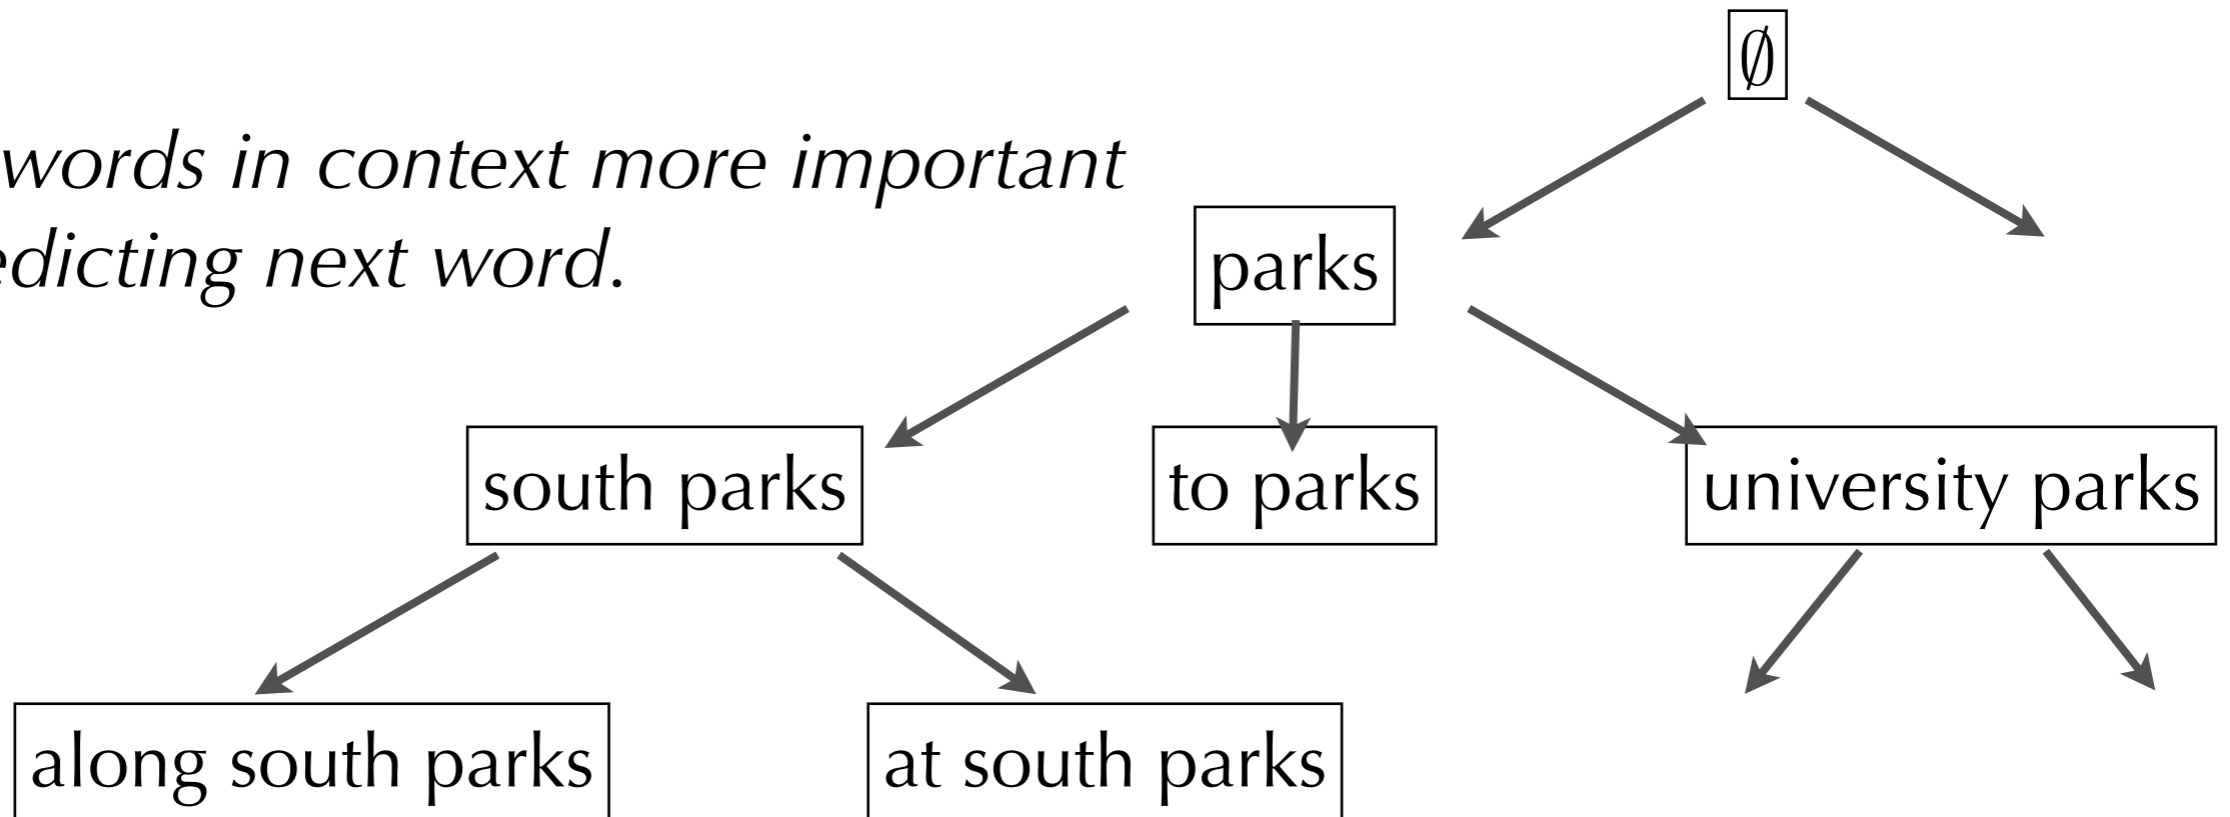 ∅
words in context more important
edicting next word.
parks
south parks
to parks
university parks
along south parks
at south parks